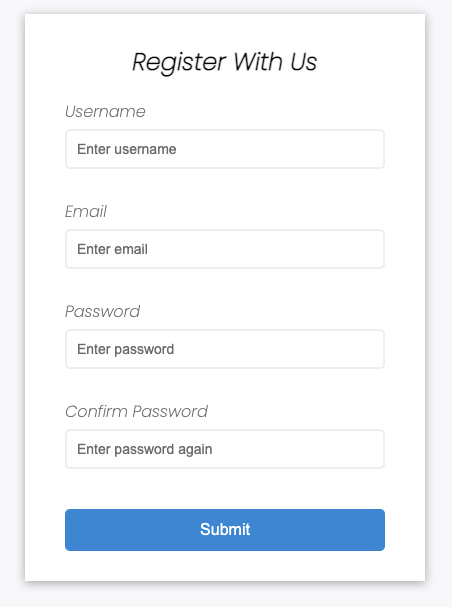 Register With Us
Username
Enter username
Email
Enter email
Password
Enter password
Confirm Password
Enter password again
Submit